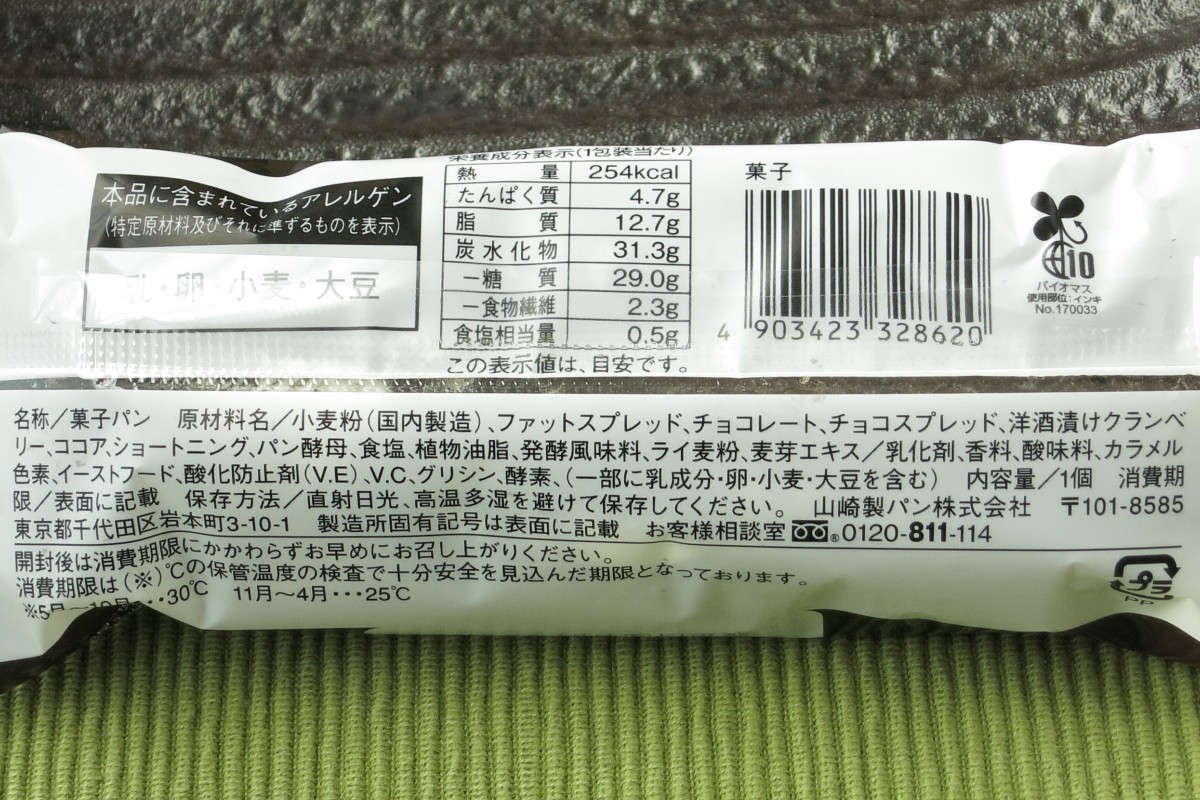 本品に含まれているアレルゲン
(特定原材料及びそれに準ずるものを表示)
乳・卵・小麦・大豆
栄養成分表示(1包装当たり)
熱量 254kcal
たんぱく質 4.7g
脂質 12.7g
炭水化物 31.3g
－糖質 29.0g
－食物繊維 2.3g
食塩相当量 0.5g
この表示値は、目安です。
菓子
4 903423 328620
10
バイオマス
使用部位:インキ
No.170033
名称／菓子パン 原材料名／小麦粉(国内製造)、ファットスプレッド、チョコレート、チョコスプレッド、洋酒漬けクランベ
リー、ココア、ショートニング、パン酵母、食塩、植物油脂、発酵風味料、ライ麦粉、麦芽エキス／乳化剤、香料、酸味料、カラメル
色素、イーストフード、酸化防止剤(V.E)、V.C、グリシン、酵素、(一部に乳成分・卵・小麦・大豆を含む) 内容量／1個 消費期
限／表面に記載 保存方法／直射日光、高温多湿を避けて保存してください。 山崎製パン株式会社 〒101-8585
東京都千代田区岩本町3-10-1 製造所固有記号は表面に記載 お客様相談室 ®0120-811-114
開封後は消費期限にかかわらずお早めにお召し上がりください。
消費期限は(※)℃の保管温度の検査で十分安全を見込んだ期限となっております。
※5月～10月・・・30℃ 11月～4月・・・25℃
プラ
PP